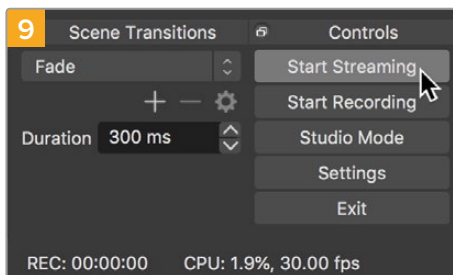 9
Scene Transitions
Fade
Duration 300 ms
Controls
Start Streaming
Start Recording
Studio Mode
Settings
Exit
REC: 00:00:00 CPU: 1.9%, 30.00 fps